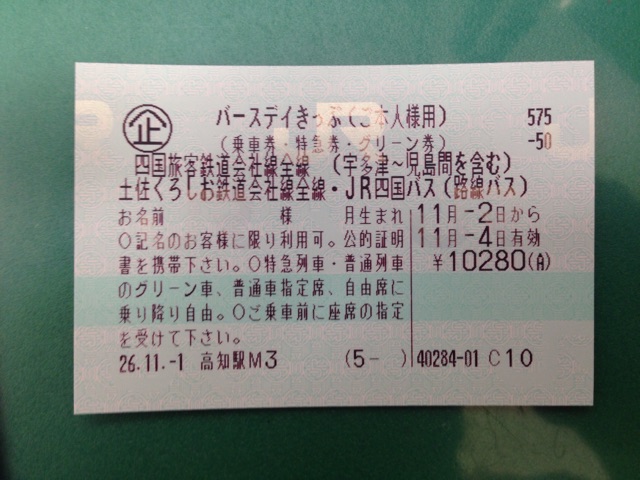 企 バースデイきっぷ(ご本人様用) 575
(乗車券・特急券・グリーン券) -50
四国旅客鉄道会社線全線 (宇多津~児島間を含む)
土佐くろしお鉄道会社線全線・JR四国バス(路線バス)
お名前 様 月生まれ 11月-2日から
○記名のお客様に限り利用可。公的証明 11月-4日有効
書を携帯下さい。○特急列車・普通列車 ¥10280(A)
のグリーン車、普通車指定席、自由席に
乗り降り自由。○ご乗車前に座席の指定
を受けて下さい。
26.11.-1 高知駅M3 (5- ) 40284-01 C10